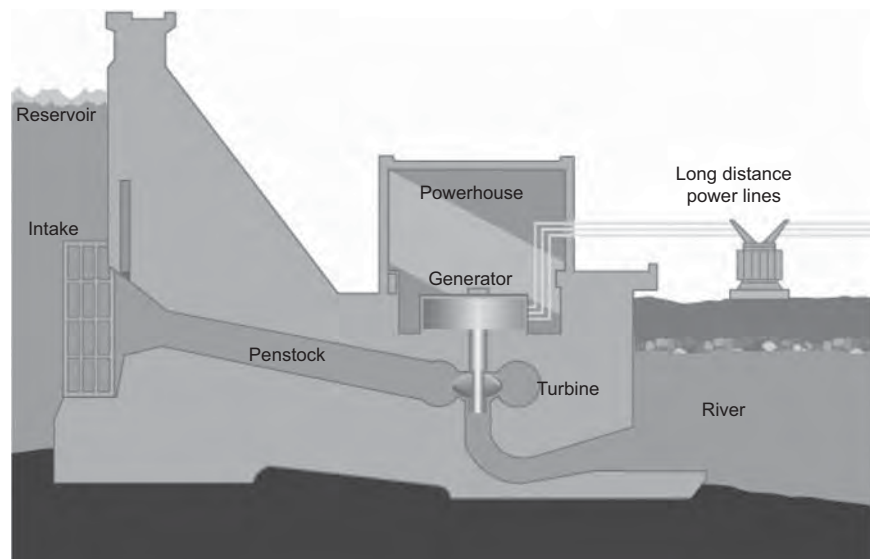 Reservoir
Intake
Powerhouse
Long distance
power lines
Generator
Penstock
Turbine
River